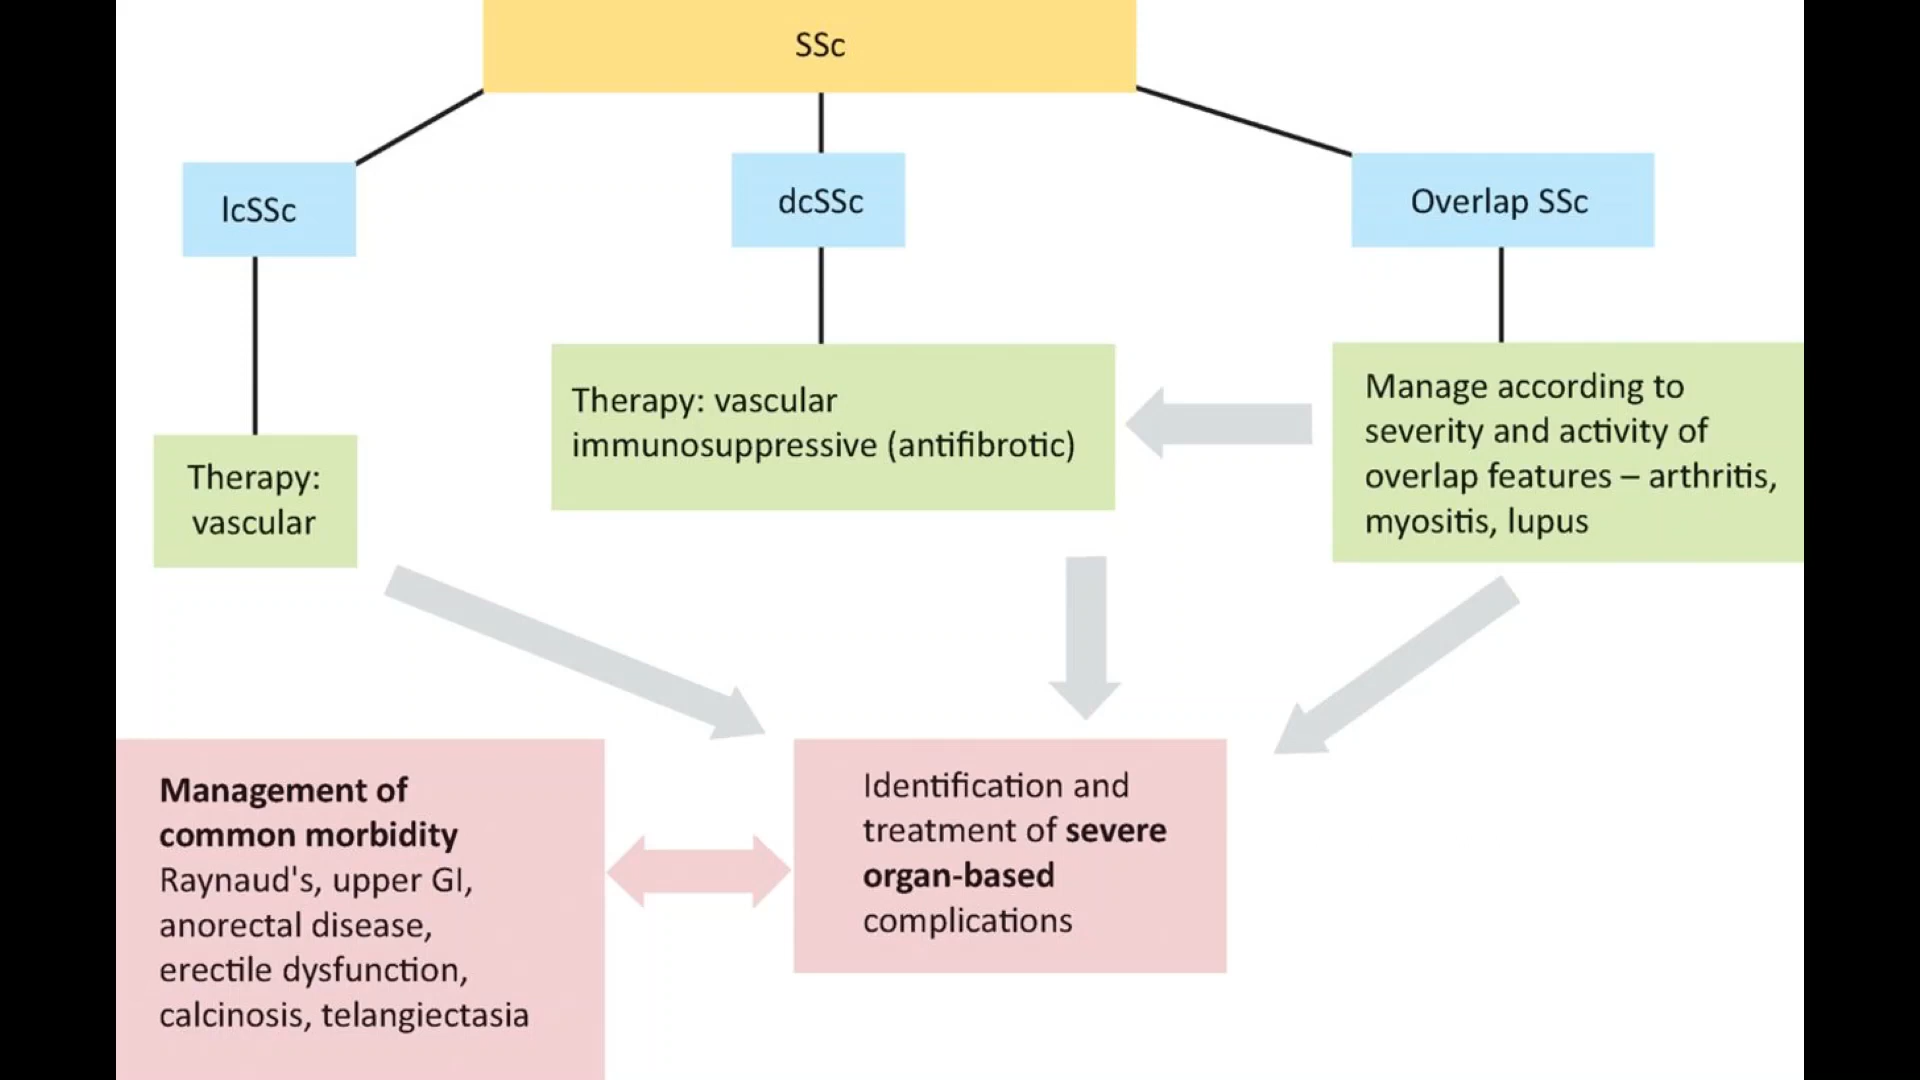 SSc
lcSSc
dcSSc
Overlap SSc
Therapy:
vascular
Therapy: vascular
immunosuppressive (antifibrotic)
Manage according to
severity and activity of
overlap features – arthritis,
myositis, lupus
Management of
common morbidity
Raynaud's, upper GI,
anorectal disease,
erectile dysfunction,
calcinosis, telangiectasia
Identification and
treatment of severe
organ-based
complications